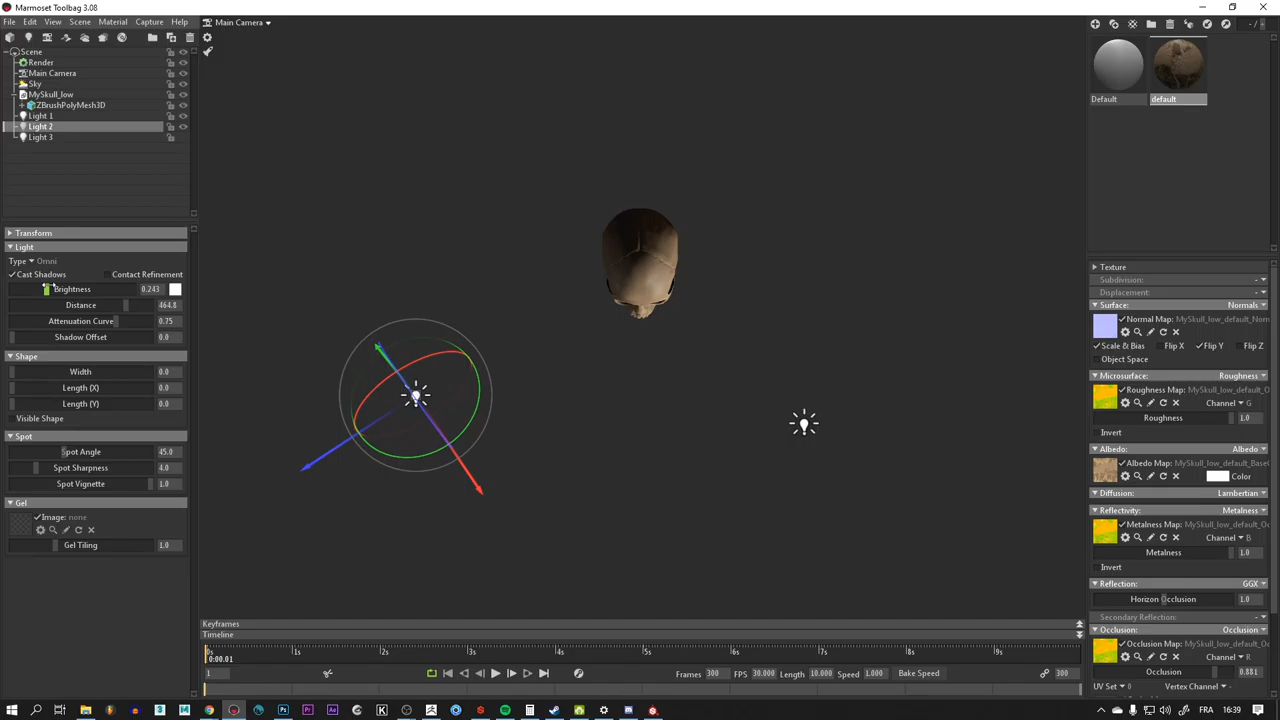 Marmoset Toolbag 3.08
File Edit View Scene Material Capture Help
Main Camera
Scene
Render
Main Camera
Sky
MySkull_low
ZBrushPolyMesh3D
Light 1
Light 2
Light 3
Transform
Light
Type Omni
Cast Shadows Contact Refinement
Brightness 0.243
Distance 464.8
Attenuation Curve 0.75
Shadow Offset 0.0
Shape
Width 0.0
Length (X) 0.0
Length (Y) 0.0
Visible Shape
Spot
Spot Angle 45.0
Spot Sharpness 4.0
Spot Vignette 1.0
Gel
Image: none
Gel Tiling 1.0
Keyframes
Timeline
0s 1s 2s 3s 4s 5s 6s 7s 8s 9s
0:00.01
1 Frames 300 FPS 30.000 Length 10.000 Speed 1.000 Bake Speed 300
- / +
Default default
Texture
Subdivision: -
Displacement: -
Surface: Normals
Normal Map: MySkull_low_default_Norn
Scale & Bias Flip X Flip Y Flip Z
Object Space
Microsurface: Roughness
Roughness Map: MySkull_low_default_O
Channel G
Roughness 1.0
Invert
Albedo: Albedo
Albedo Map: MySkull_low_default_BaseC
Color
Diffusion: Lambertian
Reflectivity: Metalness
Metalness Map: MySkull_low_default_Oc
Channel B
Metalness 1.0
Invert
Reflection: GGX
Horizon Occlusion 1.0
Secondary Reflection: -
Occlusion: Occlusion
Occlusion Map: MySkull_low_default_Oc
Channel R
Occlusion 0.881
UV Set 0 Vertex Channel -
FRA 16:39